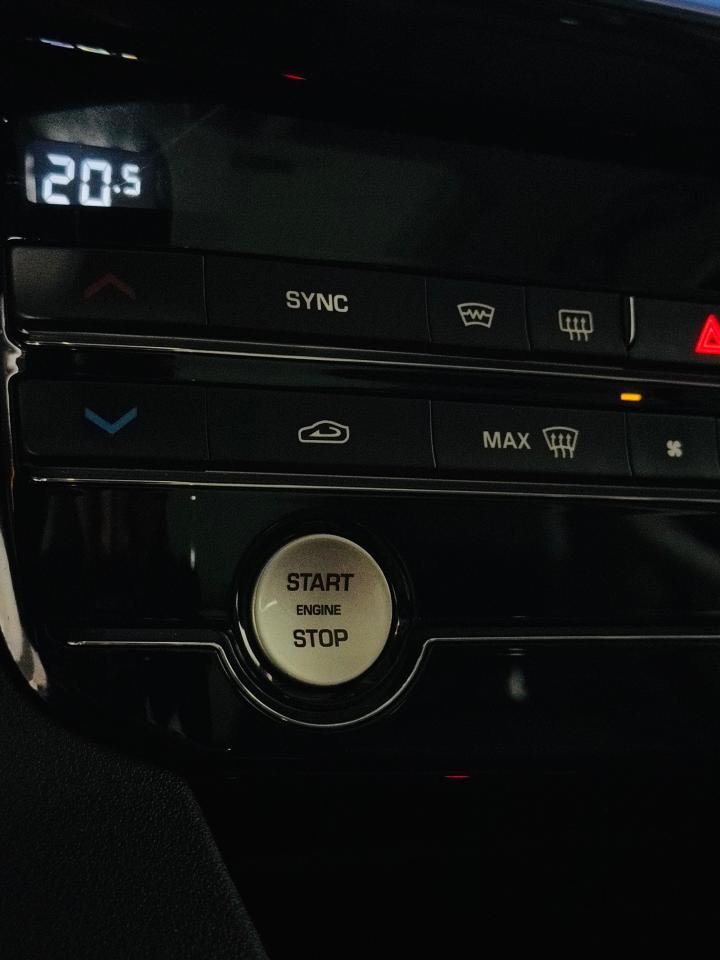 20.5
SYNC
MAX
START
ENGINE
STOP